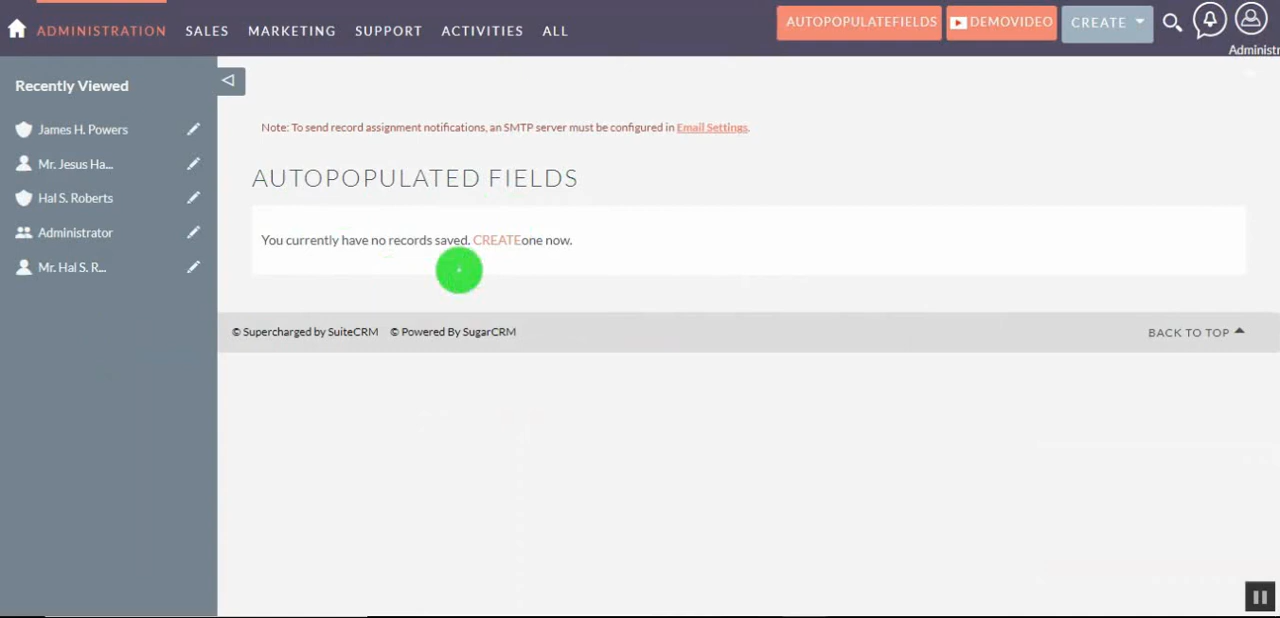 ADMINISTRATION SALES MARKETING SUPPORT ACTIVITIES ALL AUTOPOPULATEFIELDS DEMOVIDEO CREATE
Administr
Recently Viewed
James H. Powers
Mr. Jesus Ha...
Hal S. Roberts
Administrator
Mr. Hal S. R...
Note: To send record assignment notifications, an SMTP server must be configured in Email Settings.
AUTOPOPULATED FIELDS
You currently have no records saved. CREATEone now.
© Supercharged by SuiteCRM © Powered By SugarCRM BACK TO TOP